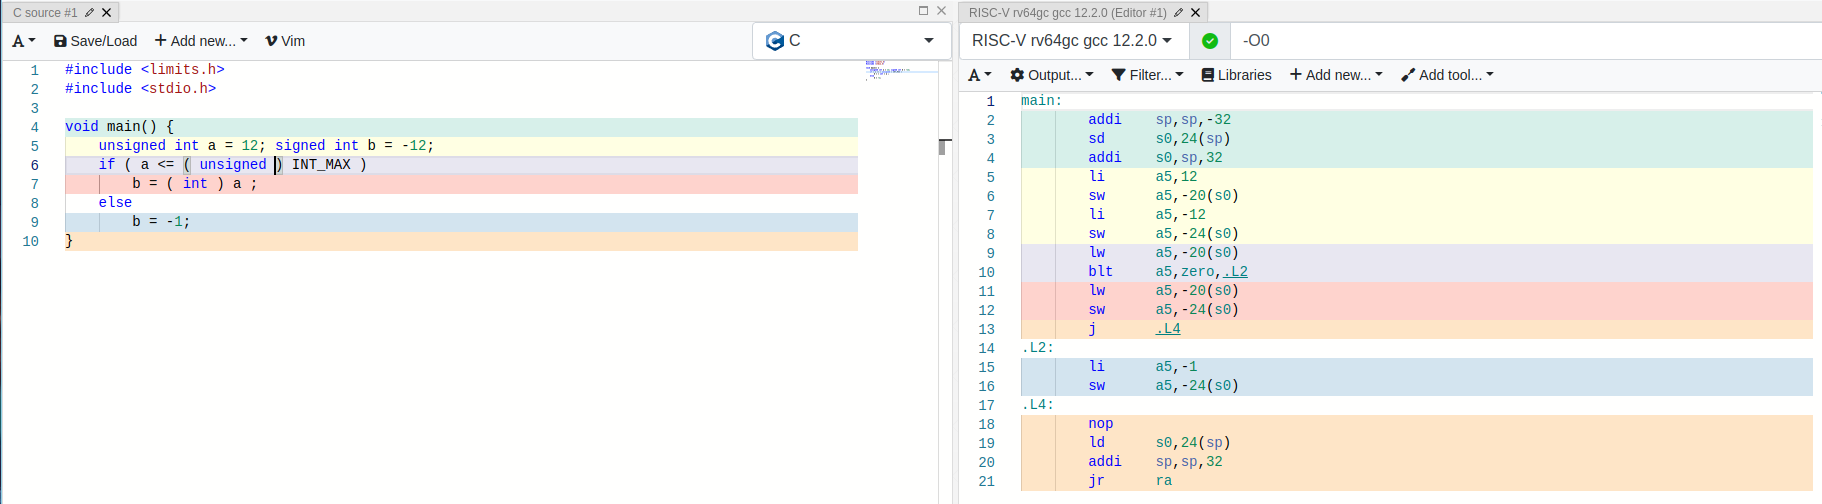 C source #1
A Save/Load + Add new... Vim
C
1 #include <limits.h>
2 #include <stdio.h>
3
4 void main() {
5 unsigned int a = 12; signed int b = -12;
6 if ( a <= ( unsigned ) INT_MAX )
7 b = ( int ) a ;
8 else
9 b = -1;
10 }
RISC-V rv64gc gcc 12.2.0 (Editor #1)
RISC-V rv64gc gcc 12.2.0 -O0
A Output... Filter... Libraries + Add new... Add tool...
1 main:
2 addi sp,sp,-32
3 sd s0,24(sp)
4 addi s0,sp,32
5 li a5,12
6 sw a5,-20(s0)
7 li a5,-12
8 sw a5,-24(s0)
9 lw a5,-20(s0)
10 blt a5,zero,.L2
11 lw a5,-20(s0)
12 sw a5,-24(s0)
13 j .L4
14 .L2:
15 li a5,-1
16 sw a5,-24(s0)
17 .L4:
18 nop
19 ld s0,24(sp)
20 addi sp,sp,32
21 jr ra